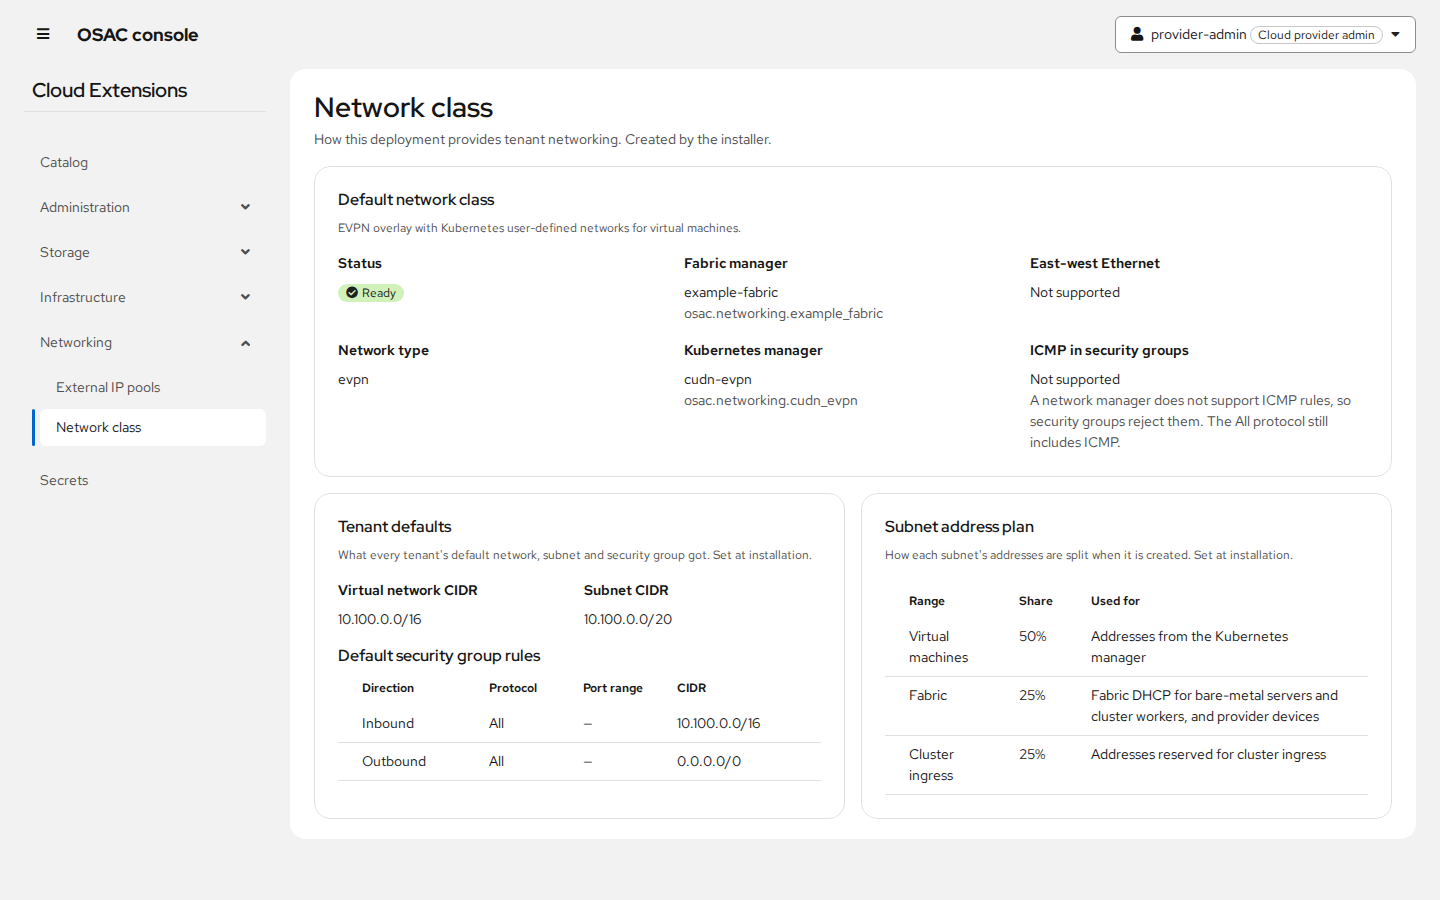 OSAC console
provider-admin Cloud provider admin
Cloud Extensions
Catalog
Administration
Storage
Infrastructure
Networking
External IP pools
Network class
Secrets
Network class
How this deployment provides tenant networking. Created by the installer.
Default network class
EVPN overlay with Kubernetes user-defined networks for virtual machines.
Status
Ready
Fabric manager
example-fabric
osac.networking.example_fabric
East-west Ethernet
Not supported
Network type
evpn
Kubernetes manager
cudn-evpn
osac.networking.cudn_evpn
ICMP in security groups
Not supported
A network manager does not support ICMP rules, so
security groups reject them. The All protocol still
includes ICMP.
Tenant defaults
What every tenant's default network, subnet and security group got. Set at installation.
Virtual network CIDR
10.100.0.0/16
Subnet CIDR
10.100.0.0/20
Default security group rules
Direction Protocol Port range CIDR
Inbound All – 10.100.0.0/16
Outbound All – 0.0.0.0/0
Subnet address plan
How each subnet's addresses are split when it is created. Set at installation.
Range Share Used for
Virtual
machines
50%
Addresses from the Kubernetes
manager
Fabric
25%
Fabric DHCP for bare-metal servers and
cluster workers, and provider devices
Cluster
ingress
25%
Addresses reserved for cluster ingress